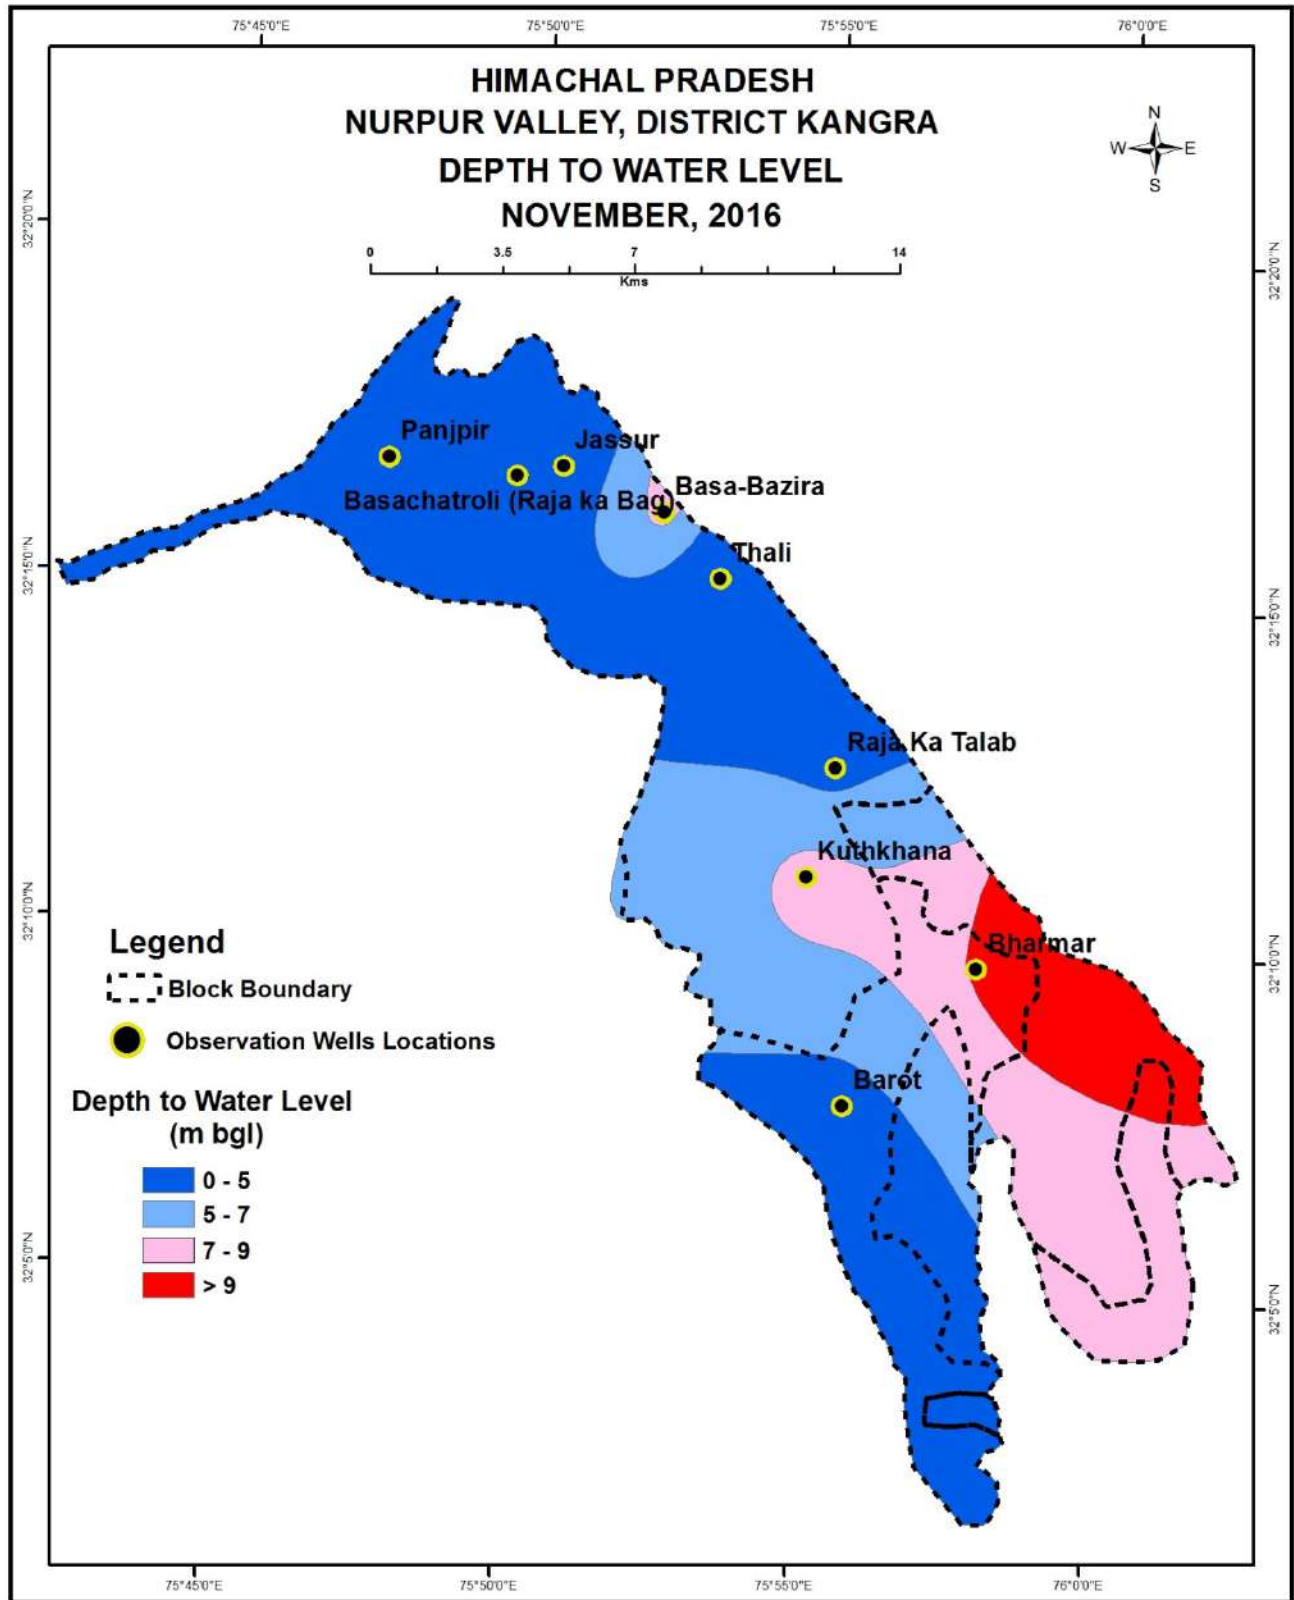 75°45'0"E
75°50'0"E
75°55'0"E
76°0'0"E
HIMACHAL PRADESH
NURPUR VALLEY, DISTRICT KANGRA
DEPTH TO WATER LEVEL
NOVEMBER, 2016
N
W
E
S
0
3.5
7
14
Kms
32°20'0"N
32°20'0"N
Panjpir
Jassur
Basa-Bazira
Basachatroli (Raja ka Bag)
Thali
32°15'0"N
32°15'0"N
Raja Ka Talab
Kuthkhana
32°10'0"N
Bharmar
32°10'0"N
Barot
Legend
Block Boundary
Observation Wells Locations
Depth to Water Level
(m bgl)
0 - 5
5 - 7
7 - 9
> 9
32°5'0"N
32°5'0"N
75°45'0"E
75°50'0"E
75°55'0"E
76°0'0"E